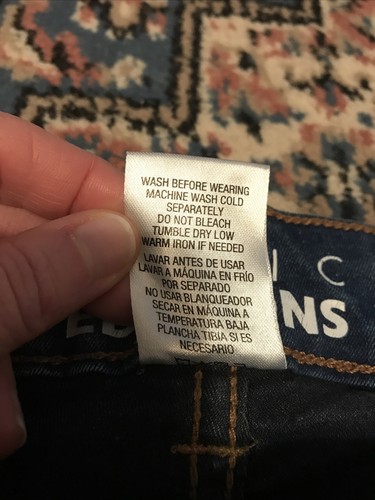 WASH BEFORE WEARING
MACHINE WASH COLD
SEPARATELY
DO NOT BLEACH
TUMBLE DRY LOW
WARM IRON IF NEEDED
LAVAR ANTES DE USAR
LAVAR A MÁQUINA EN FRÍO
POR SEPARADO
NO USAR BLANQUEADOR
SECAR EN MÁQUINA A
TEMPERATURA BAJA
PLANCHA TIBIA SI ES
NECESARIO
I C
NS